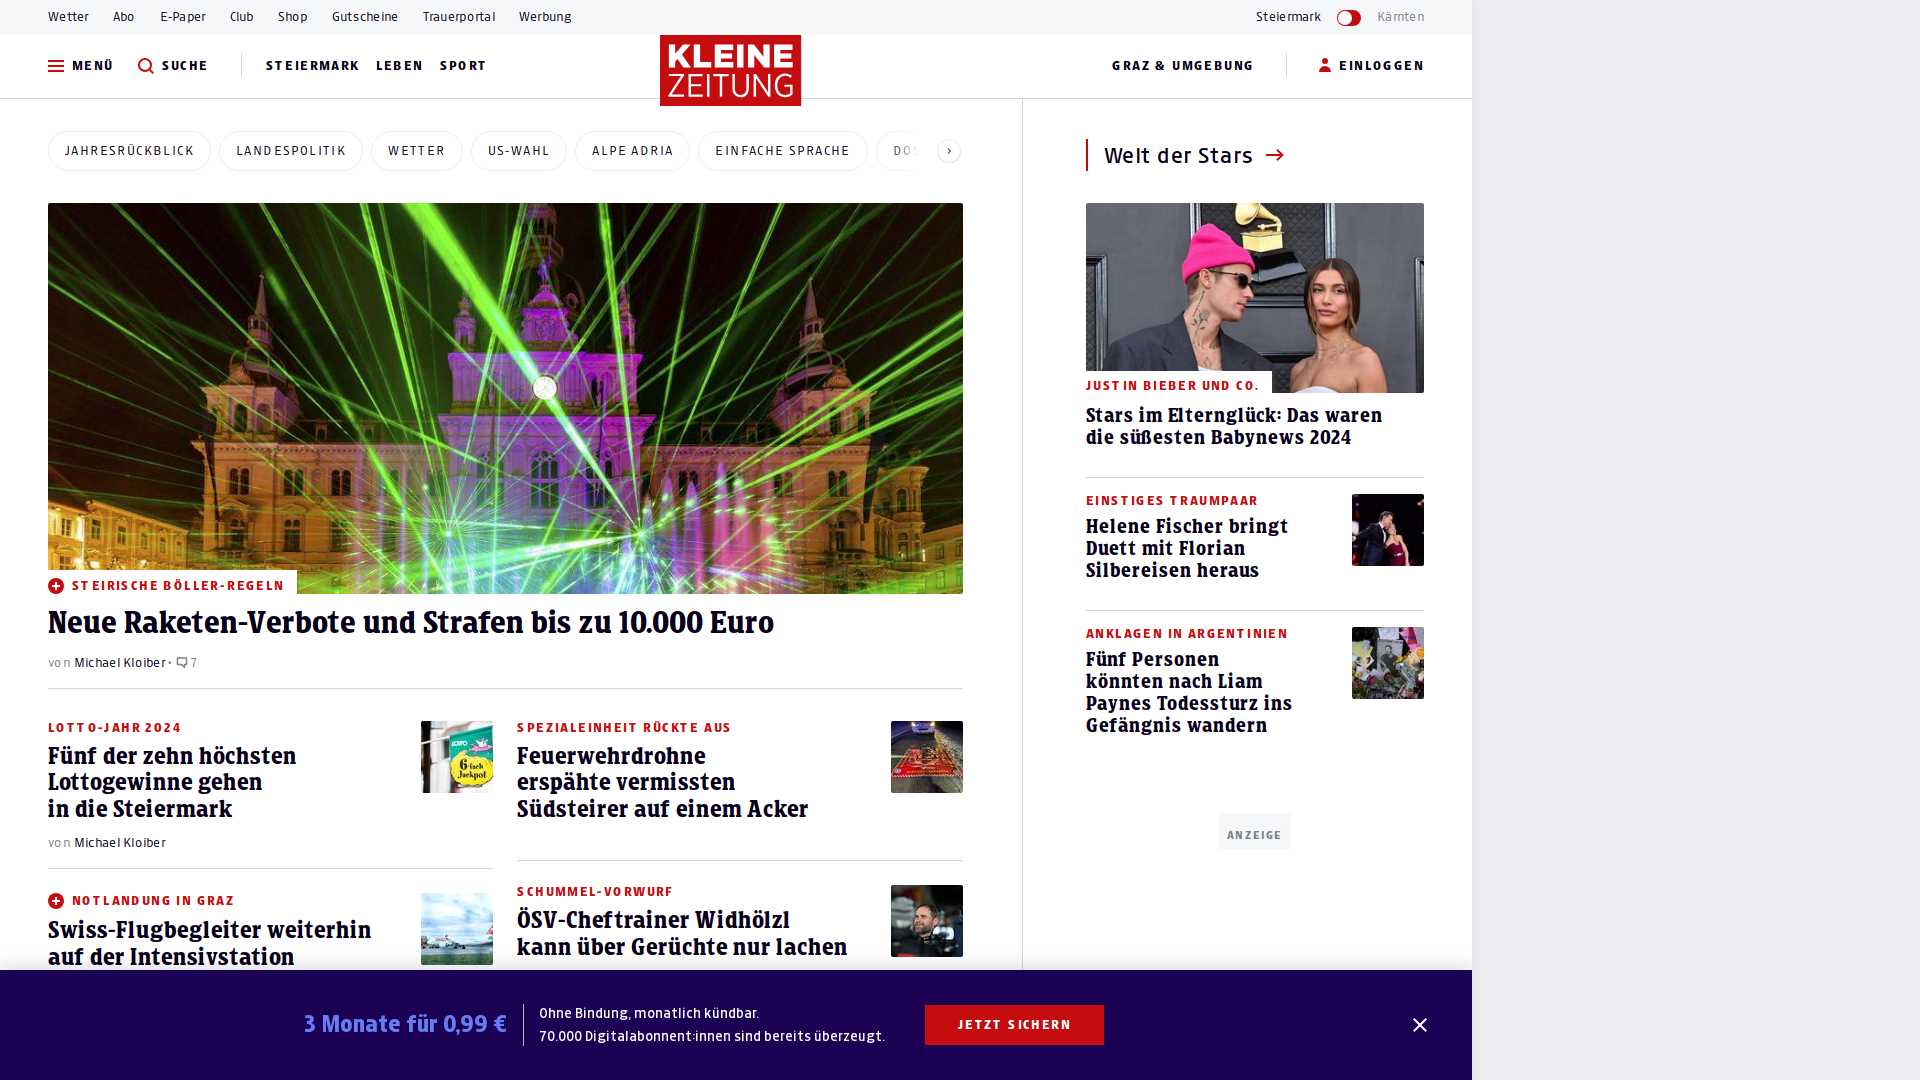 Wetter Abo E-Paper Club Shop Gutscheine Trauerportal Werbung Steiermark Kärnten
MENÜ SUCHE STEIERMARK LEBEN SPORT KLEINE ZEITUNG GRAZ & UMGEBUNG EINLOGGEN
JAHRESRÜCKBLICK LANDESPOLITIK WETTER US-WAHL ALPE ADRIA EINFACHE SPRACHE
STEIRISCHE BÖLLER-REGELN
Neue Raketen-Verbote und Strafen bis zu 10.000 Euro
von Michael Kloiber • 7
LOTTO-JAHR 2024
Fünf der zehn höchsten
Lottogewinne gehen
in die Steiermark
von Michael Kloiber
6-fach
Jackpot
NOTLANDUNG IN GRAZ
Swiss-Flugbegleiter weiterhin
auf der Intensivstation
SPEZIALEINHEIT RÜCKTE AUS
Feuerwehrdrohne
erspähte vermissten
Südsteirer auf einem Acker
SCHUMMEL-VORWURF
ÖSV-Cheftrainer Widhölzl
kann über Gerüchte nur lachen
Welt der Stars
JUSTIN BIEBER UND CO.
Stars im Elternglück: Das waren
die süßesten Babynews 2024
EINSTIGES TRAUMPAAR
Helene Fischer bringt
Duett mit Florian
Silbereisen heraus
ANKLAGEN IN ARGENTINIEN
Fünf Personen
könnten nach Liam
Paynes Todessturz ins
Gefängnis wandern
ANZEIGE
3 Monate für 0,99 €
Ohne Bindung, monatlich kündbar.
70.000 Digitalabonnent:innen sind bereits überzeugt.
JETZT SICHERN